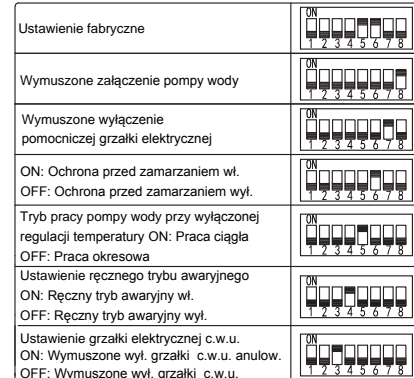 Ustawienie fabryczne
ON
1 2 3 4 5 6 7 8
Wymuszone załączenie pompy wody
ON
1 2 3 4 5 6 7 8
Wymuszone wyłączenie
pomocniczej grzałki elektrycznej
ON
1 2 3 4 5 6 7 8
ON: Ochrona przed zamarzaniem wł.
OFF: Ochrona przed zamarzaniem wył.
ON
1 2 3 4 5 6 7 8
Tryb pracy pompy wody przy wyłączonej
regulacji temperatury ON: Praca ciągła
OFF: Praca okresowa
ON
1 2 3 4 5 6 7 8
Ustawienie ręcznego trybu awaryjnego
ON: Ręczny tryb awaryjny wł.
OFF: Ręczny tryb awaryjny wył.
ON
1 2 3 4 5 6 7 8
Ustawienie grzałki elektrycznej c.w.u.
ON: Wymuszone wył. grzałki c.w.u. anulow.
OFF: Wymuszone wył. grzałki c.w.u.
ON
1 2 3 4 5 6 7 8